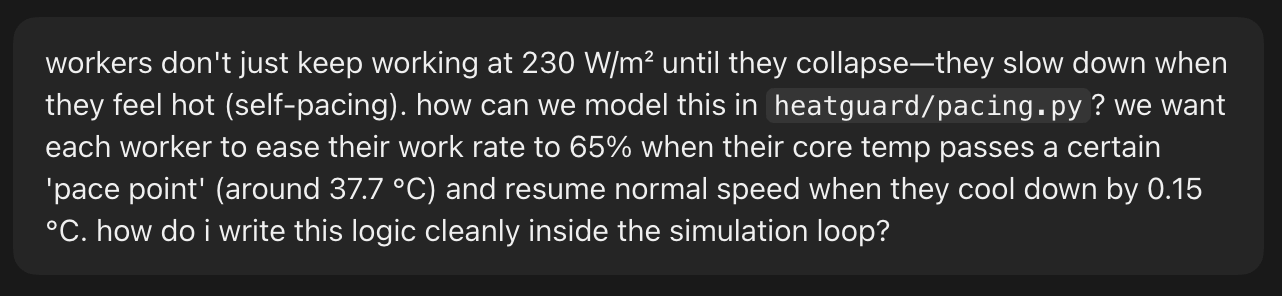 workers don't just keep working at 230 W/m² until they collapse—they slow down when
they feel hot (self-pacing). how can we model this in heatguard/pacing.py? we want
each worker to ease their work rate to 65% when their core temp passes a certain
'pace point' (around 37.7 °C) and resume normal speed when they cool down by 0.15
°C. how do i write this logic cleanly inside the simulation loop?